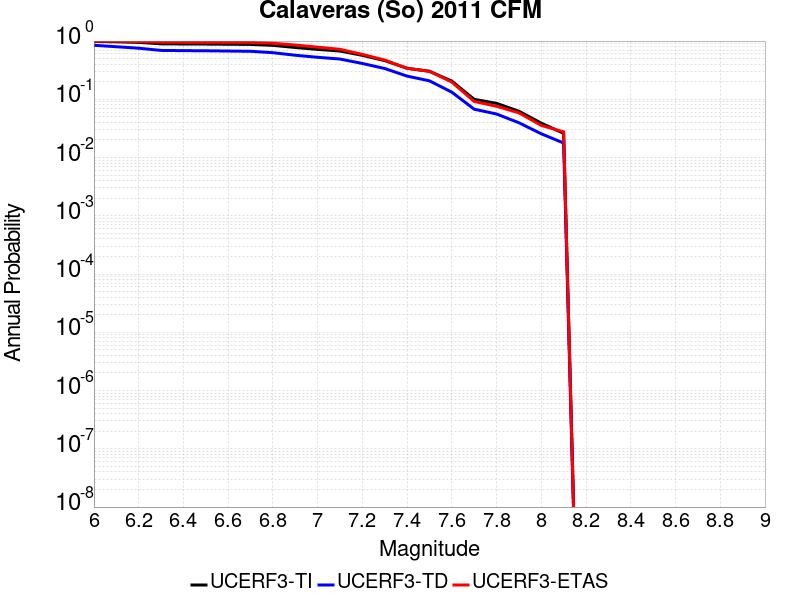 Calaveras (So) 2011 CFM
Annual Probability
10^0
10^-1
10^-2
10^-3
10^-4
10^-5
10^-6
10^-7
10^-8
6 6.2 6.4 6.6 6.8 7 7.2 7.4 7.6 7.8 8 8.2 8.4 8.6 8.8 9
Magnitude
UCERF3-TI UCERF3-TD UCERF3-ETAS